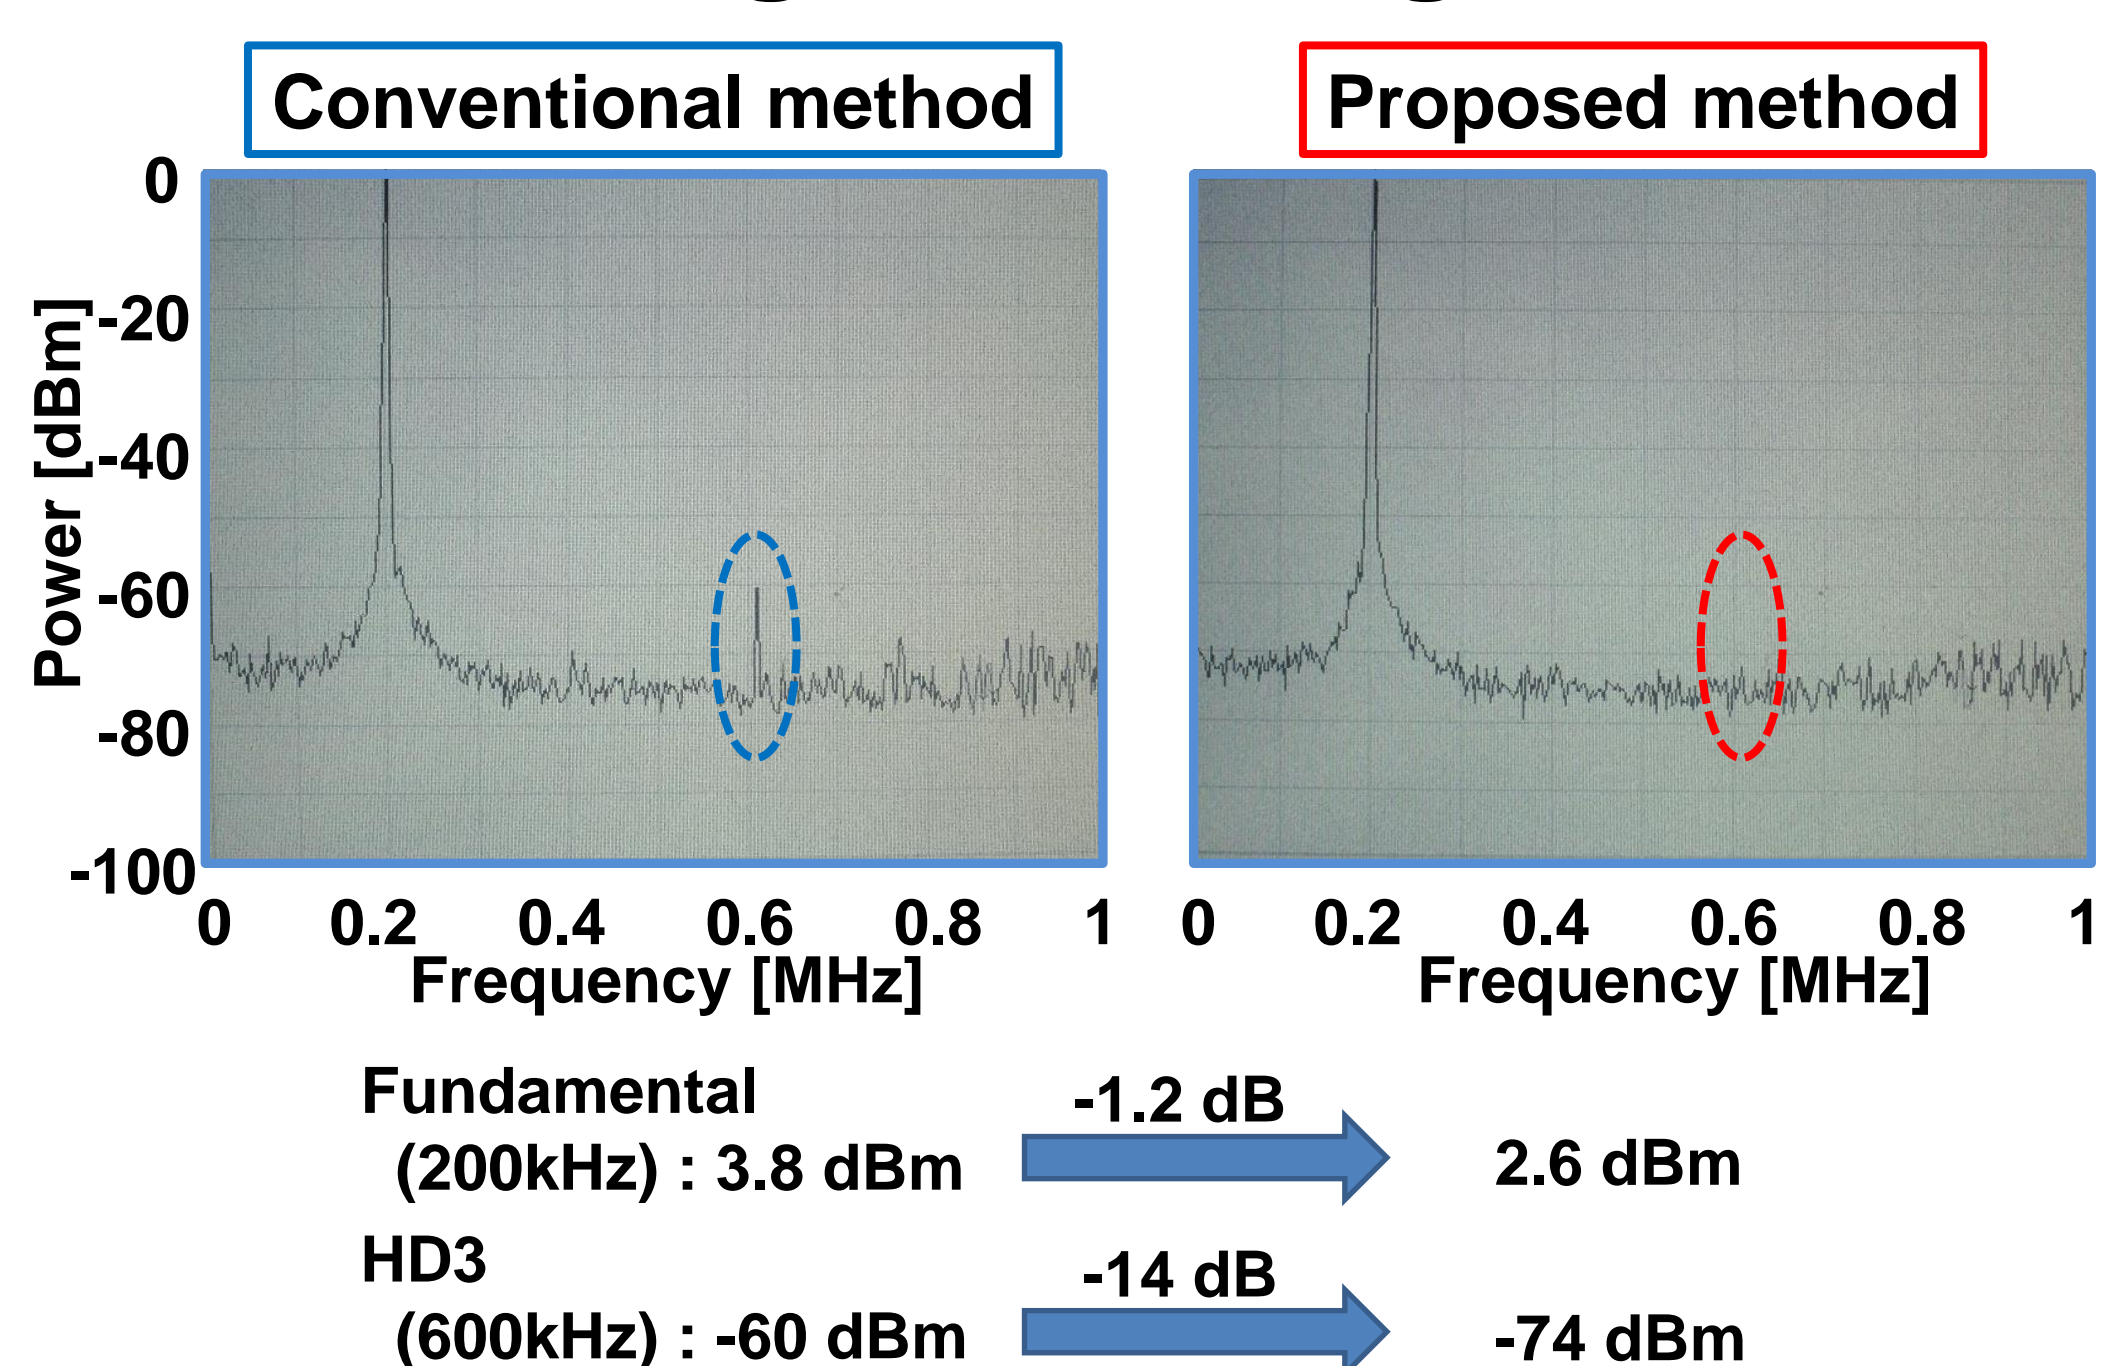 Conventional method
Proposed method
0
-20
-40
-60
-80
-100
Power [dBm]
0 0.2 0.4 0.6 0.8 1
Frequency [MHz]
0 0.2 0.4 0.6 0.8 1
Frequency [MHz]
Fundamental
(200kHz) : 3.8 dBm
-1.2 dB
2.6 dBm
HD3
(600kHz) : -60 dBm
-14 dB
-74 dBm